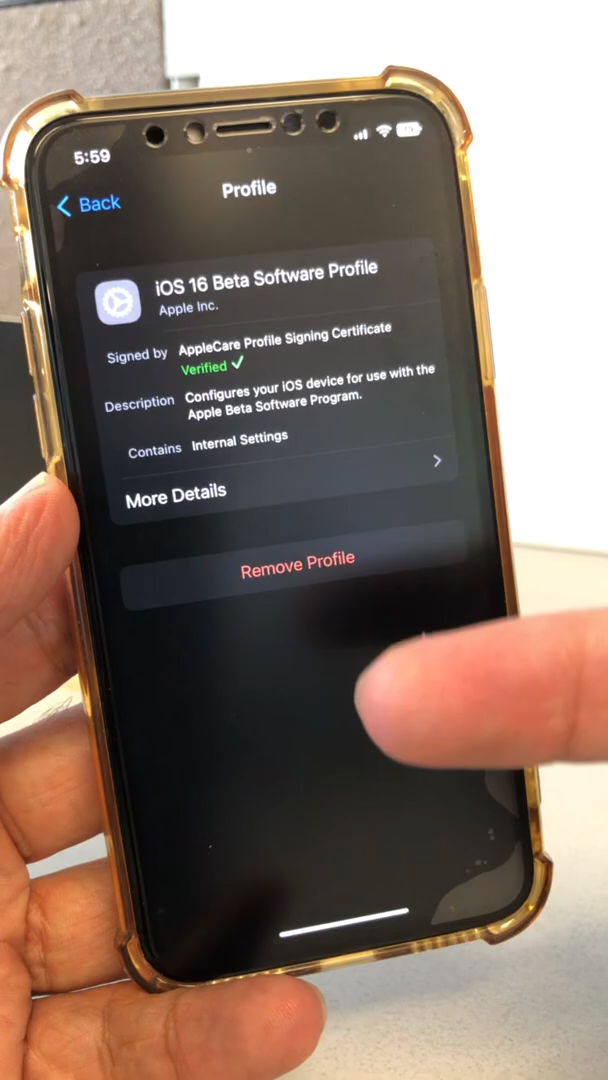 5:59
Back
Profile
iOS 16 Beta Software Profile
Apple Inc.
Signed by AppleCare Profile Signing Certificate
Verified ✓
Description Configures your iOS device for use with the
Apple Beta Software Program.
Contains Internal Settings
More Details
Remove Profile